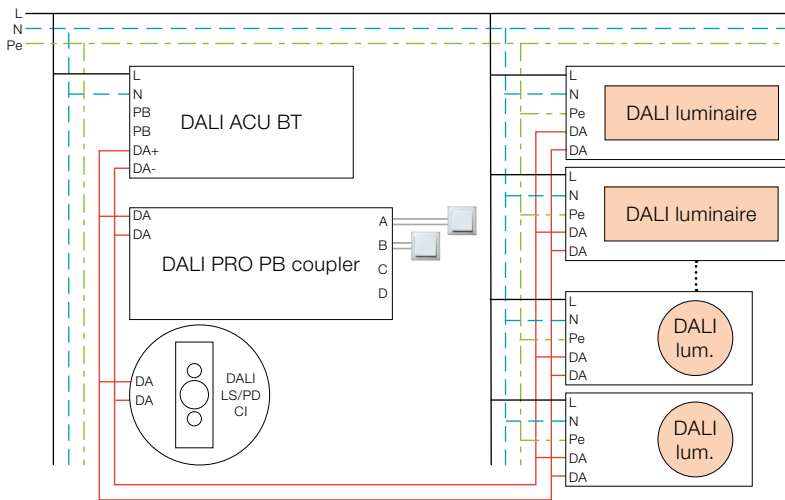 L
N
Pe
L
N
PB
PB
DA+
DA-
DALI ACU BT
DA
DA
DALI PRO PB coupler
A
B
C
D
DA
DA
DALI
LS/PD
CI
L
N
Pe
DA
DA
DALI luminaire
L
N
Pe
DA
DA
DALI luminaire
L
N
Pe
DA
DA
DALI
lum.
L
N
Pe
DA
DA
DALI
lum.